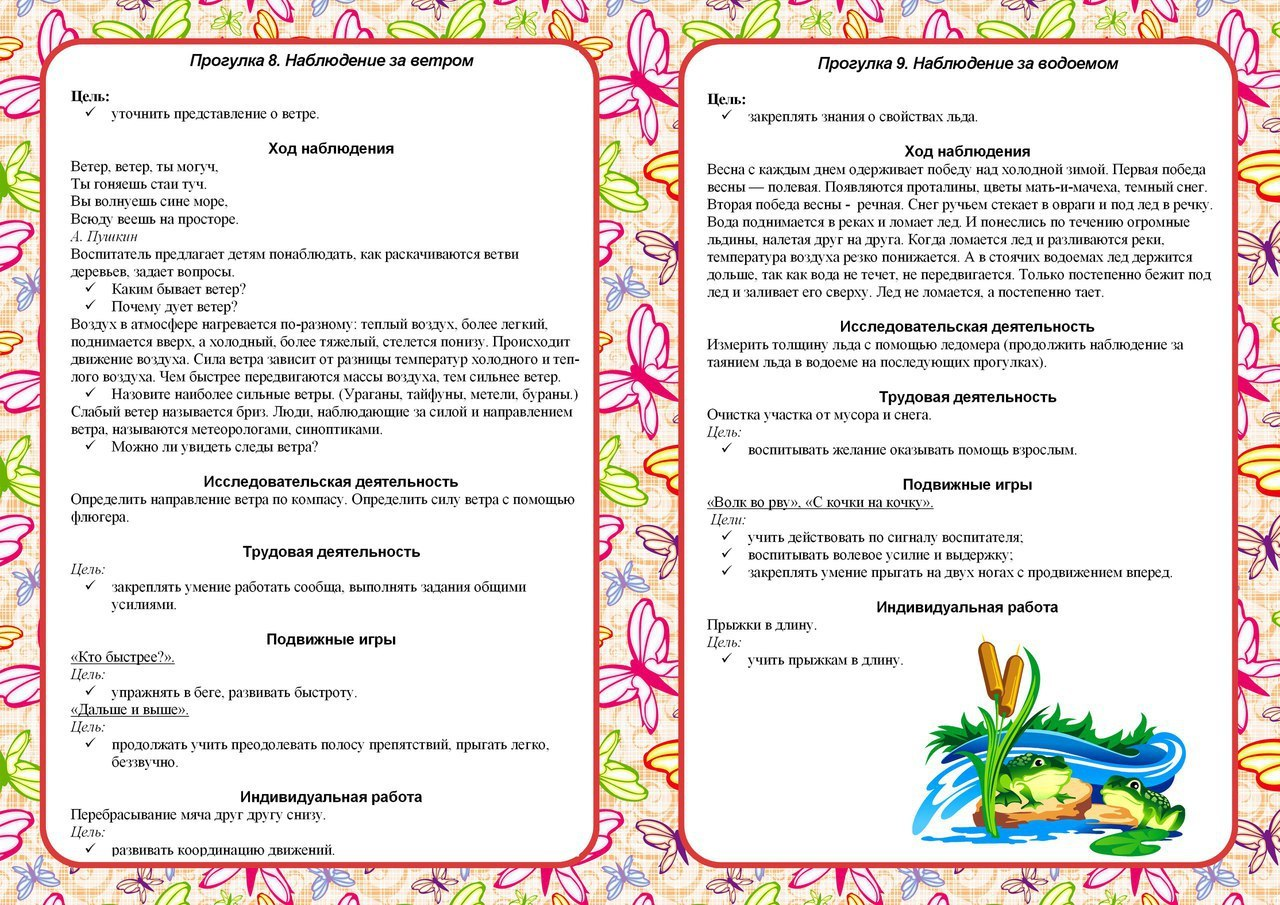 Прогулка 8. Наблюдение за ветром
Цель:
✓ уточнить представление о ветре.
Ход наблюдения
Ветер, ветер, ты могуч,
Ты гоняешь стаи туч.
Вы волнуешь сине море,
Всюду веешь на просторе.
А. Пушкин
Воспитатель предлагает детям понаблюдать, как раскачиваются ветви
деревьев, задает вопросы.
✓ Каким бывает ветер?
✓ Почему дует ветер?
Воздух в атмосфере нагревается по-разному: теплый воздух, более легкий,
поднимается вверх, а холодный, более тяжелый, стелется понизу. Происходит
движение воздуха. Сила ветра зависит от разницы температур холодного и теп-
лого воздуха. Чем быстрее передвигаются массы воздуха, тем сильнее ветер.
✓ Назовите наиболее сильные ветры. (Ураганы, тайфуны, метели, бураны.)
Слабый ветер называется бриз. Люди, наблюдающие за силой и направлением
ветра, называются метеорологами, синоптиками.
✓ Можно ли увидеть следы ветра?
Исследовательская деятельность
Определить направление ветра по компасу. Определить силу ветра с помощью
флюгера.
Трудовая деятельность
Цель:
✓ закреплять умение работать сообща, выполнять задания общими
усилиями.
Подвижные игры
«Кто быстрее?».
Цель:
✓ упражнять в беге, развивать быстроту.
«Дальше и выше».
Цель:
✓ продолжать учить преодолевать полосу препятствий, прыгать легко,
беззвучно.
Индивидуальная работа
Перебрасывание мяча друг другу снизу.
Цель:
✓ развивать координацию движений.
Прогулка 9. Наблюдение за водоемом
Цель:
✓ закреплять знания о свойствах льда.
Ход наблюдения
Весна с каждым днем одерживает победу над холодной зимой. Первая победа
весны — полевая. Появляются проталины, цветы мать-и-мачеха, темный снег.
Вторая победа весны - речная. Снег ручьем стекает в овраги и под лед в речку.
Вода поднимается в реках и ломает лед. И понеслись по течению огромные
льдины, налетая друг на друга. Когда ломается лед и разливаются реки,
температура воздуха резко понижается. А в стоячих водоемах лед держится
дольше, так как вода не течет, не передвигается. Только постепенно бежит под
лед и заливает его сверху. Лед не ломается, а постепенно тает.
Исследовательская деятельность
Измерить толщину льда с помощью ледомера (продолжить наблюдение за
таянием льда в водоеме на последующих прогулках).
Трудовая деятельность
Очистка участка от мусора и снега.
Цель:
✓ воспитывать желание оказывать помощь взрослым.
Подвижные игры
«Волк во рву», «С кочки на кочку».
Цели:
✓ учить действовать по сигналу воспитателя;
✓ воспитывать волевое усилие и выдержку;
✓ закреплять умение прыгать на двух ногах с продвижением вперед.
Индивидуальная работа
Прыжки в длину.
Цель:
✓ учить прыжкам в длину.